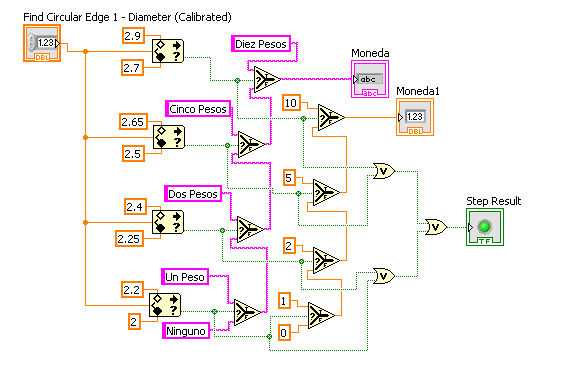 Find Circular Edge 1 - Diameter (Calibrated)
1.23
DBL
2.9
?
2.7
Diez Pesos
Moneda
abc
abc
Moneda1
1.23
DBL
T
F
?
10
T
F
?
2.65
?
2.5
Cinco Pesos
T
F
?
V
5
T
F
?
2.4
?
2.25
Dos Pesos
T
F
?
Step Result
TF
V
2
T
F
?
V
2.2
?
2
Un Peso
Ninguno
T
F
?
1
0
T
F
?